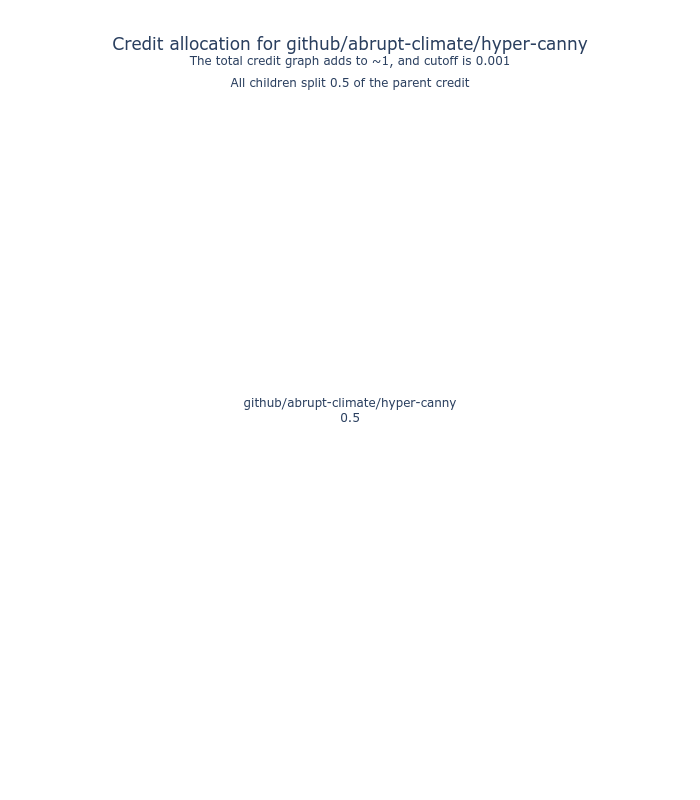 Credit allocation for github/abrupt-climate/hyper-canny
The total credit graph adds to ~1, and cutoff is 0.001
All children split 0.5 of the parent credit
github/abrupt-climate/hyper-canny
0.5